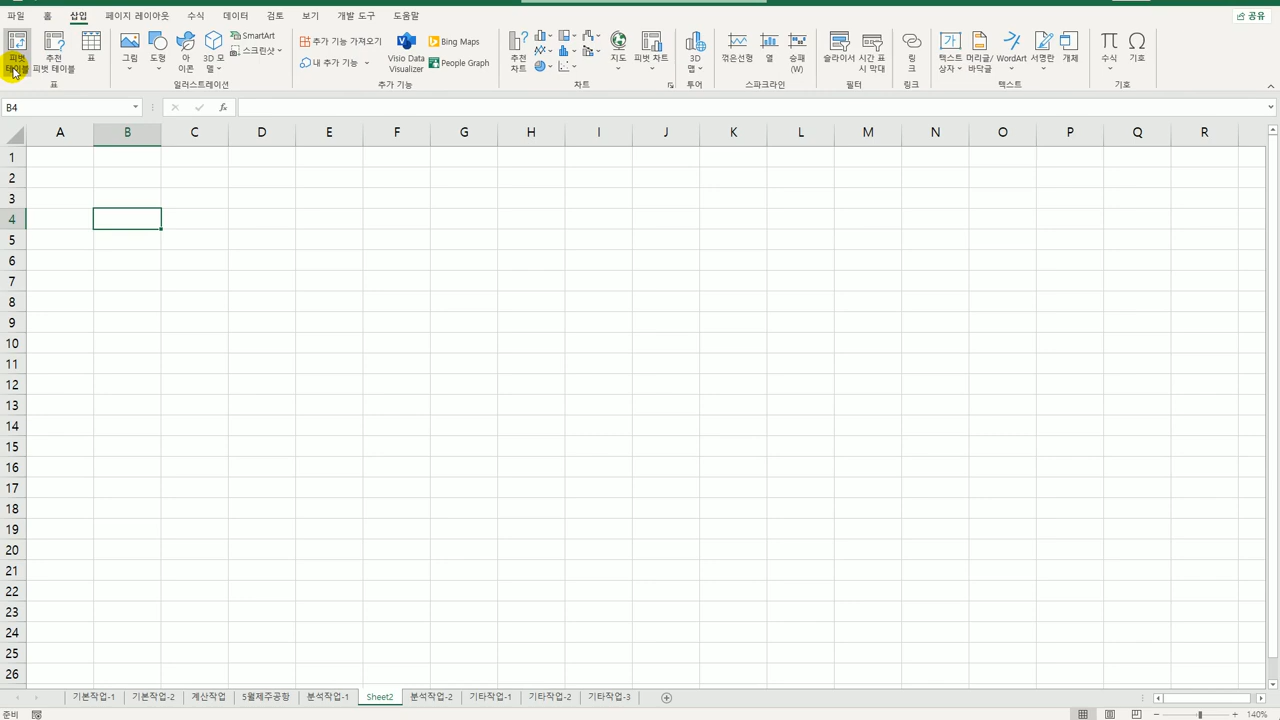 파일 홈 삽입 페이지 레이아웃 수식 데이터 검토 보기 개발 도구 도움말 공유
피벗 테이블
추천 피벗 테이블
표
그림
도형
아이콘
3D 모델
SmartArt
스크린샷
추가 기능 가져오기
내 추가 기능
Visio Data Visualizer
Bing Maps
People Graph
추천 차트
지도
피벗 차트
3D 맵
꺾은선형
열
승패 (W)
슬라이서
시간 표시 막대
링크
텍스트 상자
머리글/바닥글
WordArt
서명란
개체
수식
기호
표 일러스트레이션 추가 기능 차트 투어 스파크라인 필터 링크 텍스트 기호
B4 fx
A B C D E F G H I J K L M N O P Q R
1
2
3
4
5
6
7
8
9
10
11
12
13
14
15
16
17
18
19
20
21
22
23
24
25
26
기본작업-1 기본작업-2 계산작업 5월제주공항 분석작업-1 Sheet2 분석작업-2 기타작업-1 기타작업-2 기타작업-3
준비 140%